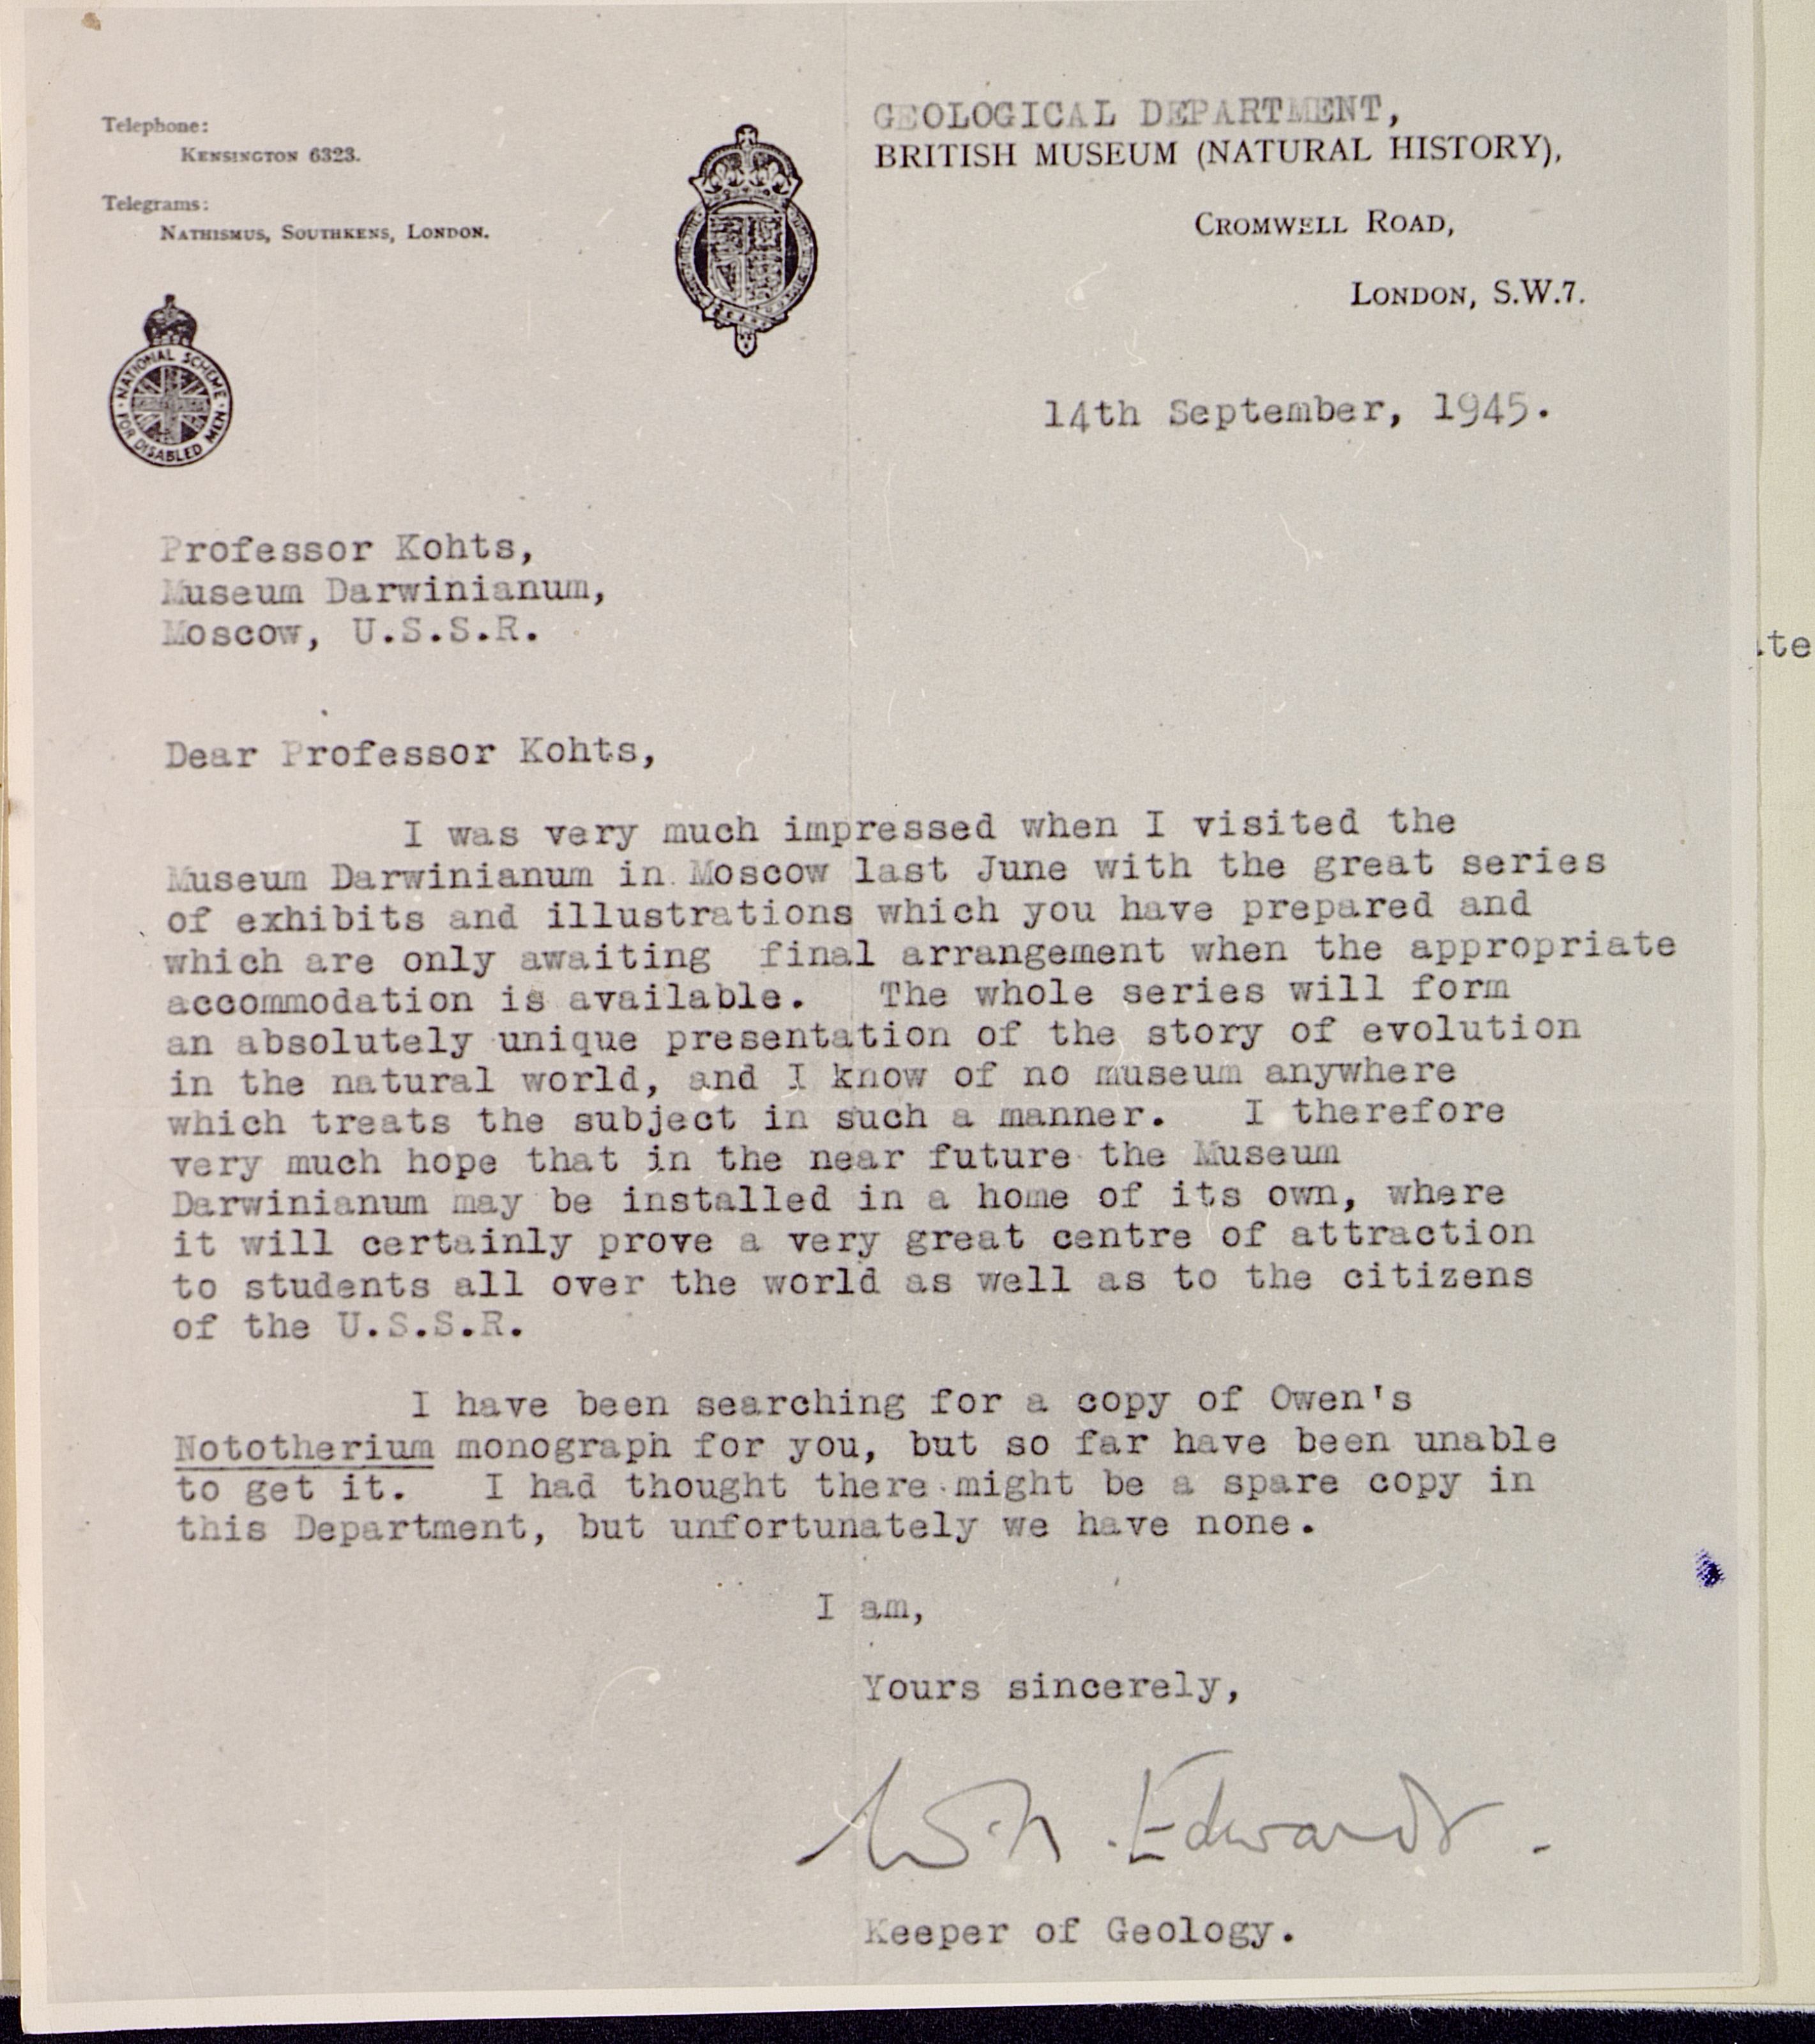 Telephone:
KENSINGTON 6323.
Telegrams:
NATHISMUS, SOUTHKENS, LONDON.
NATIONAL SCHEME
FOR DISABLED MEN
GEOLOGICAL DEPARTMENT,
BRITISH MUSEUM (NATURAL HISTORY),
CROMWELL ROAD,
LONDON, S.W.7.
14th September, 1945.
Professor Kohts,
Museum Darwinianum,
Moscow, U.S.S.R.
Dear Professor Kohts,
I was very much impressed when I visited the
Museum Darwinianum in Moscow last June with the great series
of exhibits and illustrations which you have prepared and
which are only awaiting final arrangement when the appropriate
accommodation is available. The whole series will form
an absolutely unique presentation of the story of evolution
in the natural world, and I know of no museum anywhere
which treats the subject in such a manner. I therefore
very much hope that in the near future the Museum
Darwinianum may be installed in a home of its own, where
it will certainly prove a very great centre of attraction
to students all over the world as well as to the citizens
of the U.S.S.R.
I have been searching for a copy of Owen's
Nototherium monograph for you, but so far have been unable
to get it. I had thought there might be a spare copy in
this Department, but unfortunately we have none.
I am,
Yours sincerely,
W.N. Edwards.
Keeper of Geology.
te